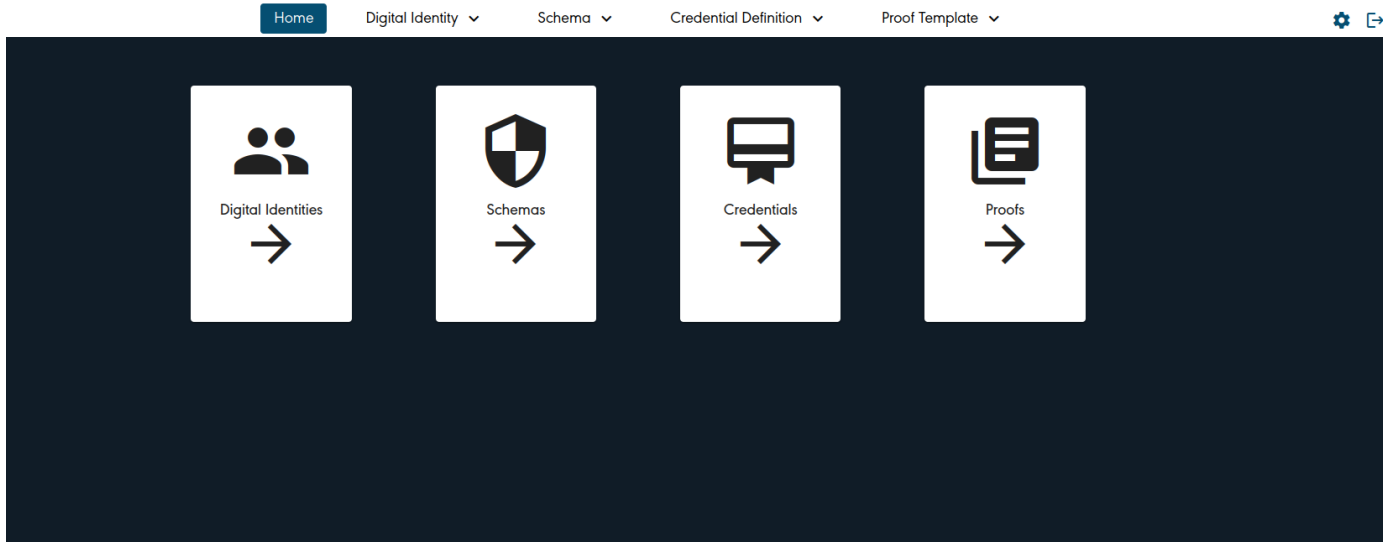 Home Digital Identity Schema Credential Definition Proof Template
Digital Identities Schemas Credentials Proofs